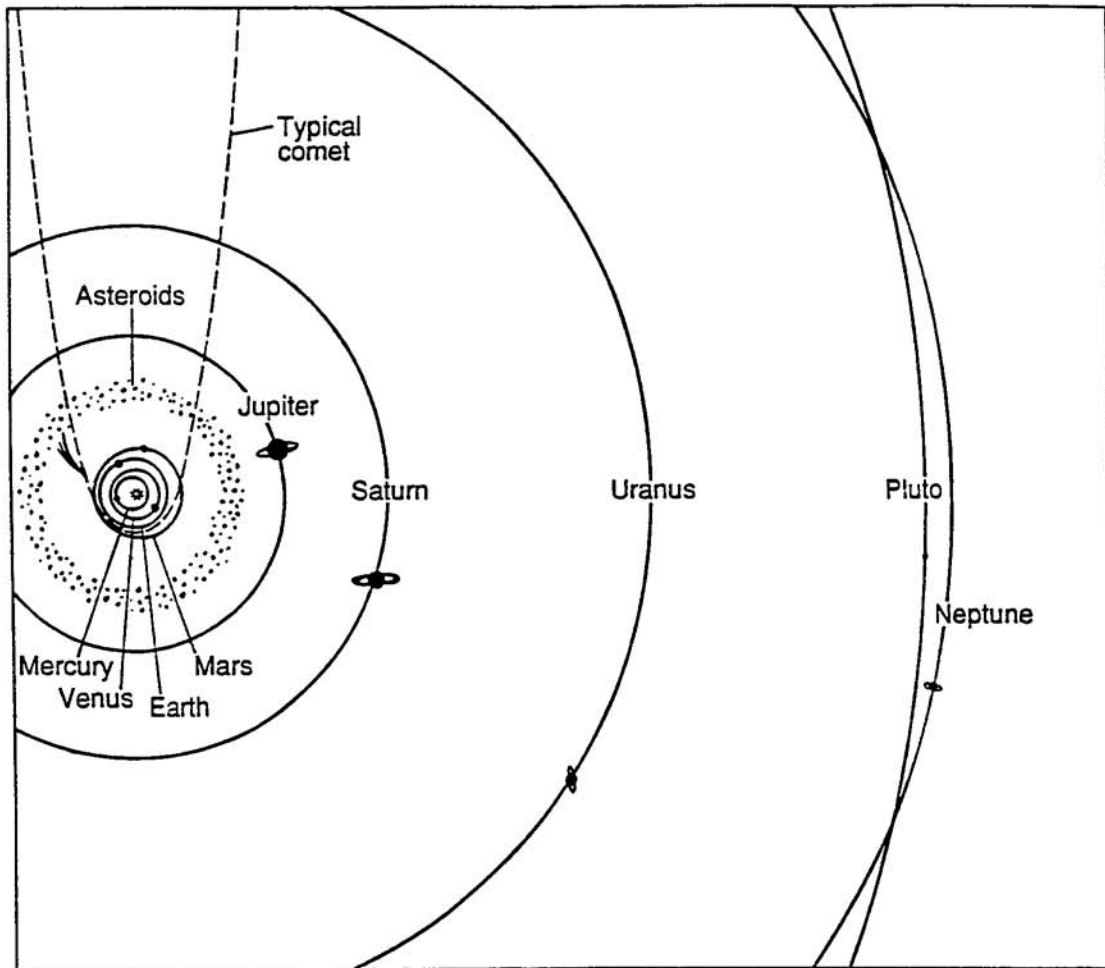 Typical
comet
Asteroids
Jupiter
Saturn
Uranus
Pluto
Neptune
Mercury
Mars
Venus
Earth